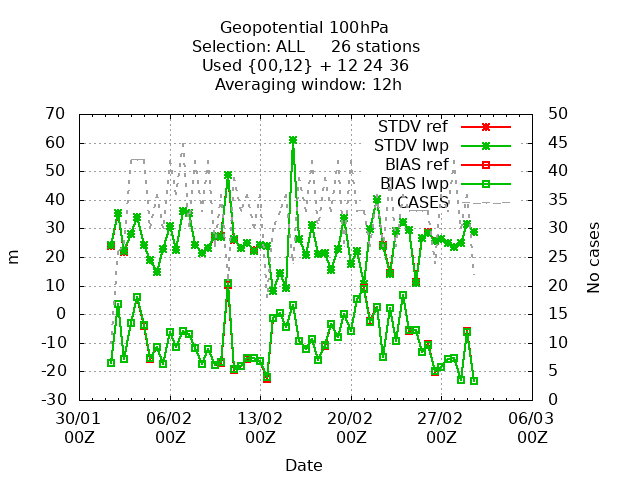 Geopotential 100hPa
Selection: ALL 26 stations
Used {00,12} + 12 24 36
Averaging window: 12h
70 50
STDV ref
60 45
STDV lwp
50 40
BIAS ref
BIAS lwp
40 35
CASES
30 30
20 25
10 20
0 15
-10 10
-20 5
-30 0
m
No cases
30/01 06/02 13/02 20/02 27/02 06/03
00Z 00Z 00Z 00Z 00Z 00Z
Date